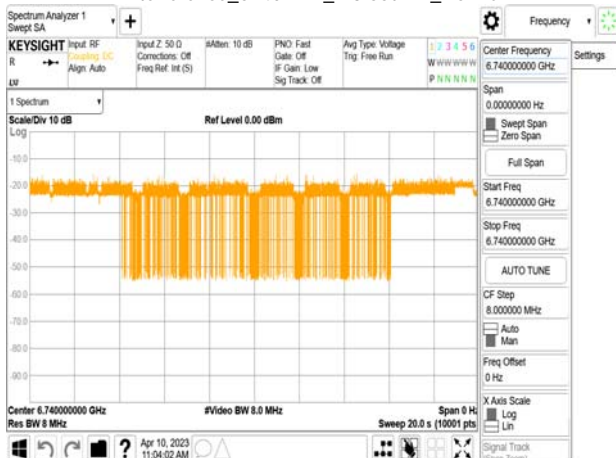 Spectrum Analyzer 1
Swept SA
+
Frequency
KEYSIGHT
R
Input: RF
Coupling: DC
Align: Auto
Input Z: 50 Ω
Corrections: Off
Freq Ref: Int (S)
#Atten: 10 dB
PNO: Fast
Gate: Off
IF Gain: Low
Sig Track: Off
Avg Type: Voltage
Trig: Free Run
1 2 3 4 5 6
W W W W W W
P N N N N N
1 Spectrum
Scale/Div 10 dB
Ref Level 0.00 dBm
Log
-10.0
-20.0
-30.0
-40.0
-50.0
-60.0
-70.0
-80.0
-90.0
Center 6.740000000 GHz
#Video BW 8.0 MHz
Span 0 Hz
Res BW 8 MHz
Sweep 20.0 s (10001 pts
Apr 10, 2023
11:04:02 AM
?
Center Frequency
6.740000000 GHz
Settings
Span
0.00000000 Hz
Swept Span
Zero Span
Full Span
Start Freq
6.740000000 GHz
Stop Freq
6.740000000 GHz
AUTO TUNE
CF Step
8.000000 MHz
Auto
Man
Freq Offset
0 Hz
X Axis Scale
Log
Lin
Signal Track